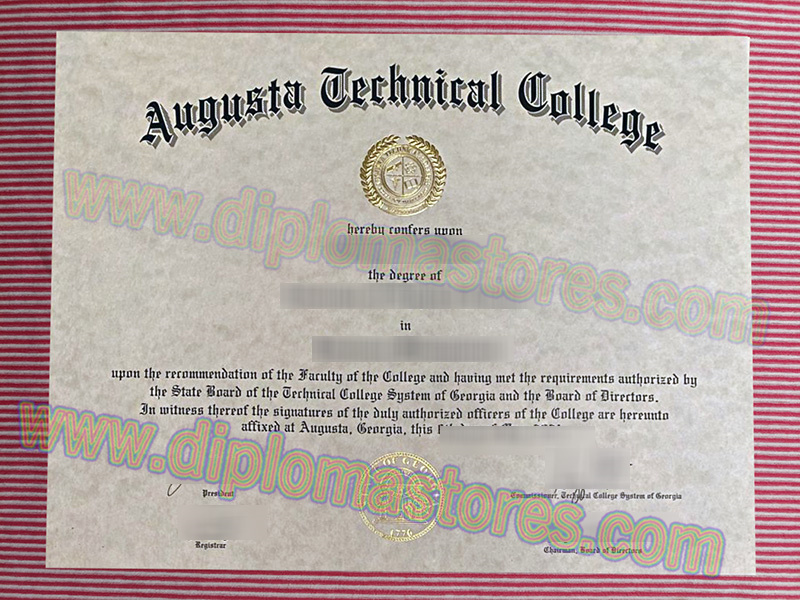 Augusta Technical College
www.diplomastores.com
hereby confers upon
the degree of
in
upon the recommendation of the Faculty of the College and having met the requirements authorized by
the State Board of the Technical College System of Georgia and the Board of Directors.
In witness thereof the signatures of the duly authorized officers of the College are hereunto
affixed at Augusta, Georgia, this
www.diplomastores.com
1776
President
Commissioner, Technical College System of Georgia
Registrar
Chairman, Board of Directors